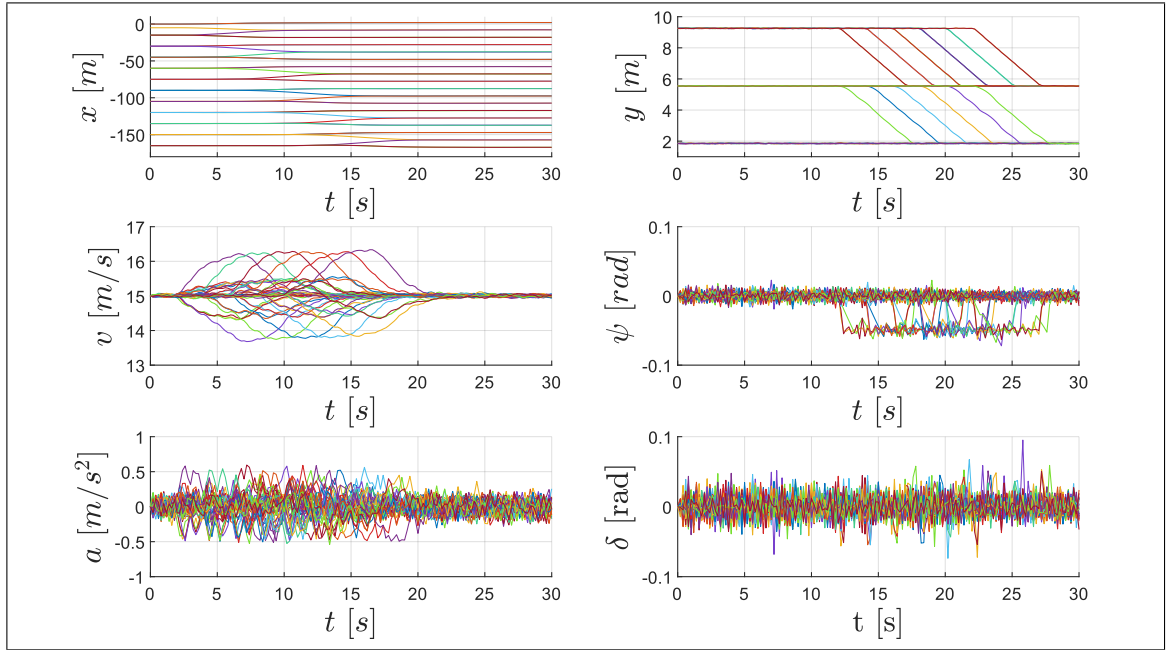 x [m]
0
-50
-100
-150
0 5 10 15 20 25 30
t [s]
y [m]
10
8
6
4
2
0 5 10 15 20 25 30
t [s]
v [m/s]
17
16
15
14
13
0 5 10 15 20 25 30
t [s]
ψ [rad]
0.1
0
-0.1
0 5 10 15 20 25 30
t [s]
a [m/s²]
1
0.5
0
-0.5
-1
0 5 10 15 20 25 30
t [s]
δ [rad]
0.1
0
-0.1
0 5 10 15 20 25 30
t [s]